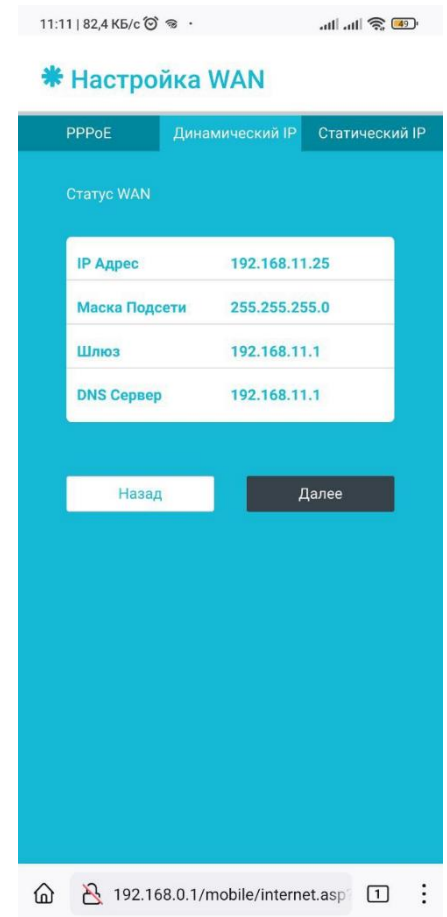 11:11 | 82,4 КБ/с
49
Настройка WAN
PPPoE Динамический IP Статический IP
Статус WAN
IP Адрес 192.168.11.25
Маска Подсети 255.255.255.0
Шлюз 192.168.11.1
DNS Сервер 192.168.11.1
Назад Далее
192.168.0.1/mobile/internet.asp
1